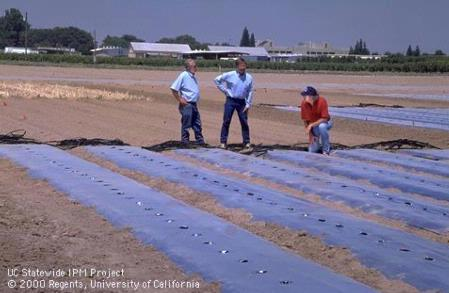 UC Statewide IPM Project
© 2000 Regents, University of California